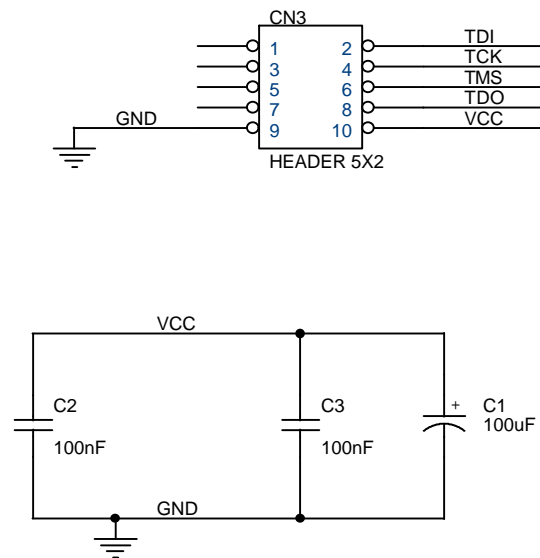 CN3
1 2 TDI
3 4 TCK
5 6 TMS
7 8 TDO
GND 9 10 VCC
HEADER 5X2
VCC
C2
100nF
C3
100nF
+ C1
100uF
GND